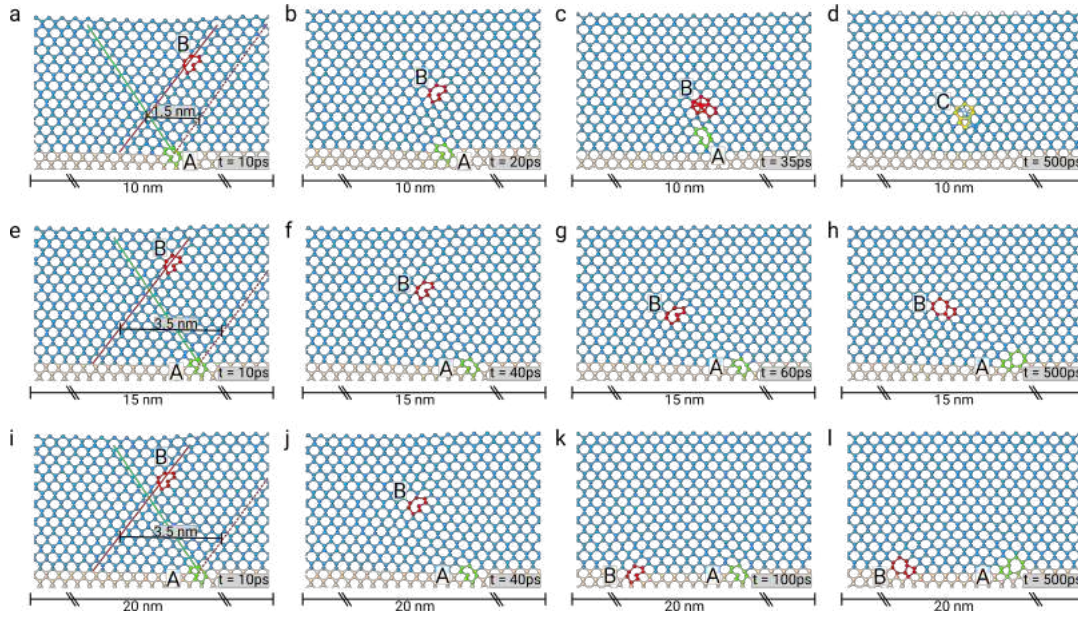 a b c d
B
1.5 nm
A
t = 10ps
10 nm
B
A
t = 20ps
10 nm
B
A
t = 35ps
10 nm
C
t = 500ps
10 nm
e f g h
B
3.5 nm
A
t = 10ps
15 nm
B
A
t = 40ps
15 nm
B
A
t = 60ps
15 nm
B
A
t = 500ps
15 nm
i j k l
B
3.5 nm
A
t = 10ps
20 nm
B
A
t = 40ps
20 nm
B
A
t = 100ps
20 nm
B
A
t = 500ps
20 nm